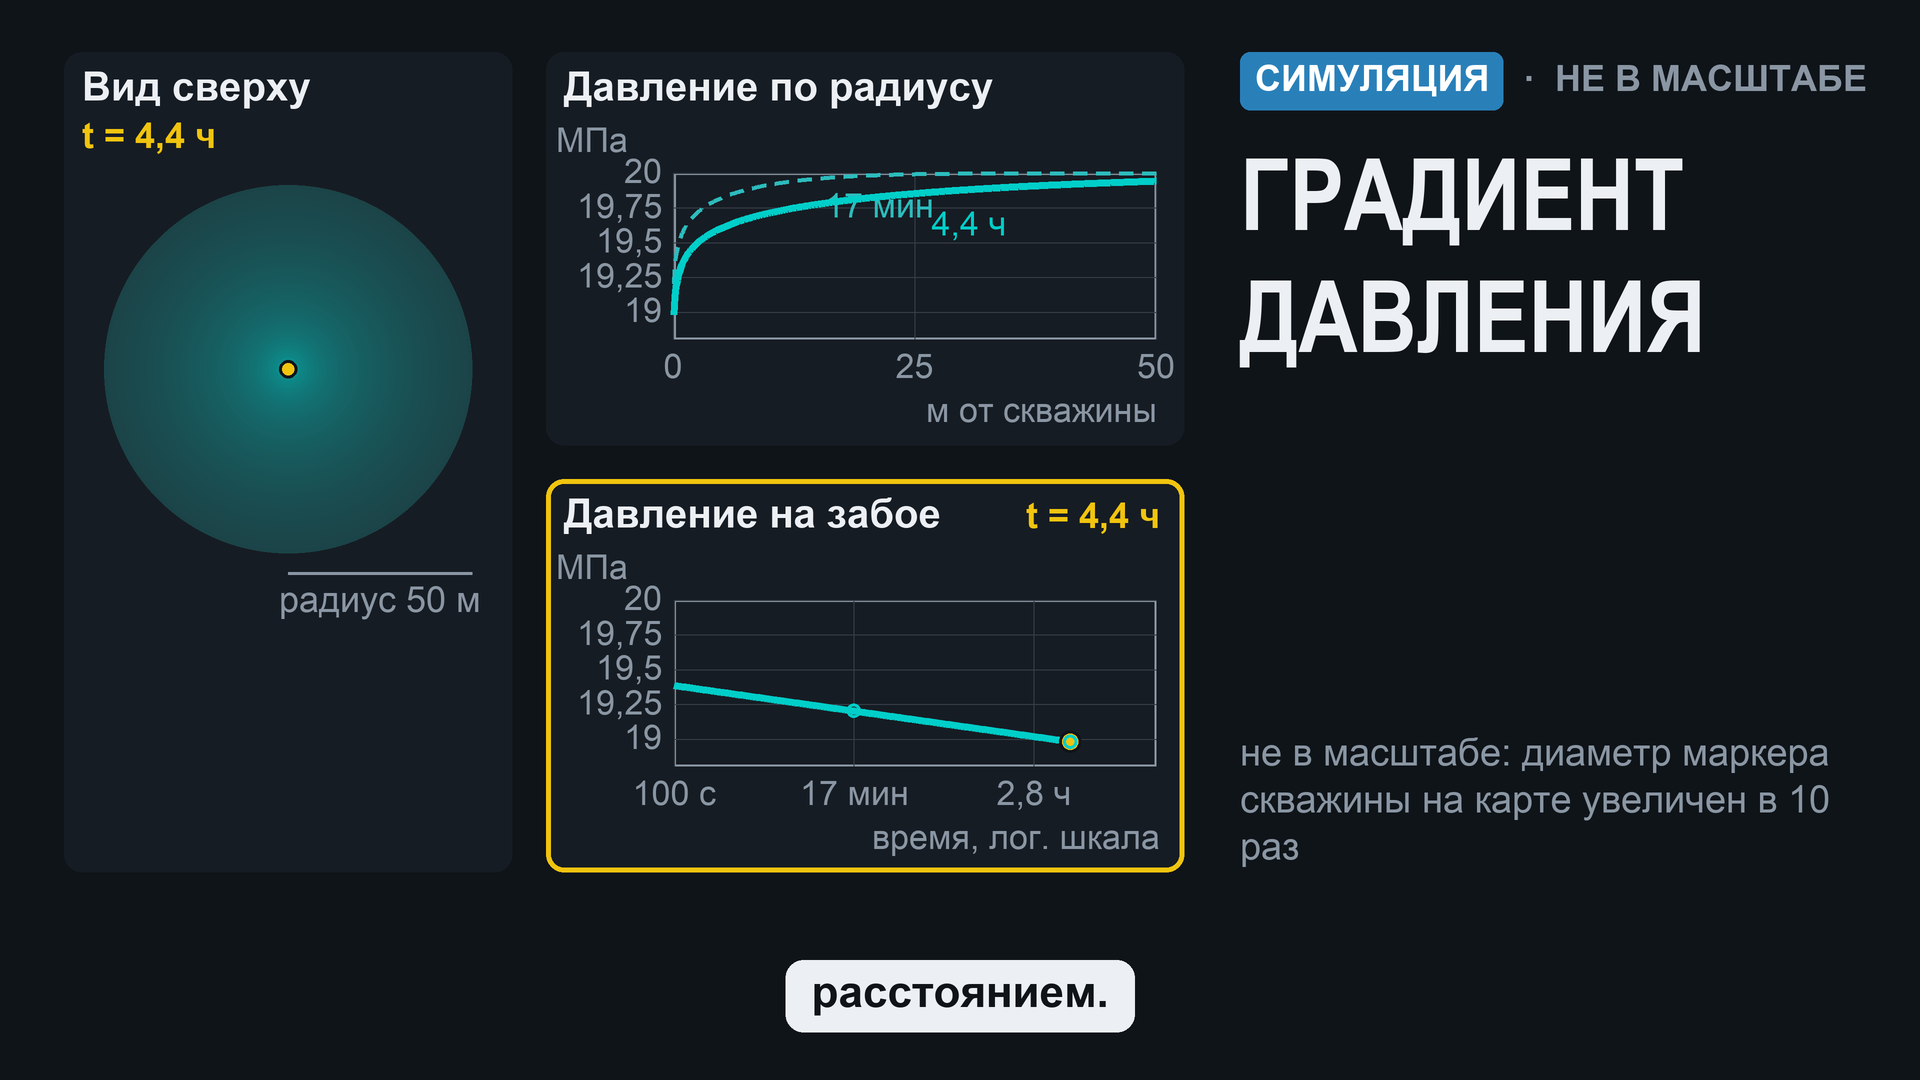 Вид сверху
t = 4,4 ч
радиус 50 м
Давление по радиусу
МПа
20
19,75
19,5
19,25
19
17 мин
4,4 ч
0
25
50
м от скважины
Давление на забое
t = 4,4 ч
МПа
20
19,75
19,5
19,25
19
100 с
17 мин
2,8 ч
время, лог. шкала
СИМУЛЯЦИЯ · НЕ В МАСШТАБЕ
ГРАДИЕНТ
ДАВЛЕНИЯ
не в масштабе: диаметр маркера
скважины на карте увеличен в 10
раз
расстоянием.